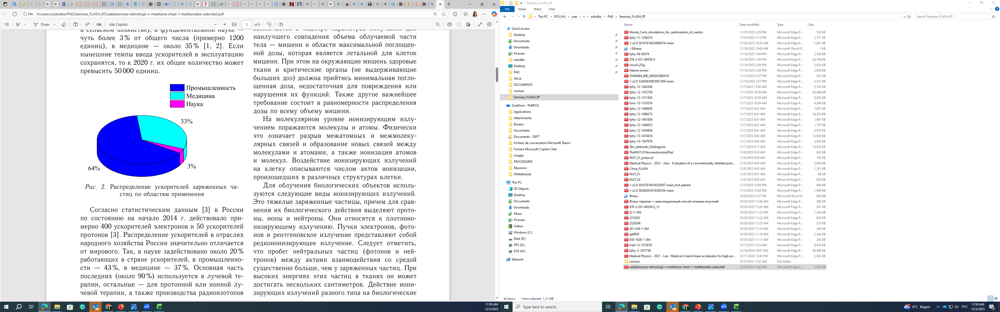 File
H:/user/s/solodko/PhD/Seminar_FLASH_RT/radiatsionnye-tehnologii-v-meditsine-chast-1-meditsinskie-uskoriteli.pdf
Draw
Ask Copilot
2
of 9
в сельском хозяйстве), в фундаментальной науке —
чуть более 3 % от общего числа (примерно 1200
единиц), в медицине — около 35 % [1, 2]. Если
нынешние темпы ввода ускорителей в эксплуатацию
сохранятся, то к 2020 г. их общее количество может
превысить 50 000 единиц.
Промышленность
Медицина
Наука
33%
64%
3%
Рис. 2. Распределение ускорителей заряженных ча-
стиц по областям применения
Согласно статистическим данным [3] в России
по состоянию на начало 2014 г. действовало при-
мерно 400 ускорителей электронов и 50 ускорителей
протонов [3]. Распределение ускорителей в отраслях
народного хозяйства России значительно отличается
от мирового. Так, в науке задействовано около 20 %
работающих в стране ускорителей, в промышленно-
сти — 43 %, в медицине — 37 %. Основная часть
последних (около 90 %) используется в лучевой те-
рапии, остальные — для протонной или ионной лу-
чевой терапии, а также производства радиоизотопов
заключается в подборе параметров облучения для
наилучшего совпадения объема облучаемой части
тела — мишени и области максимальной поглощен-
ной дозы, которая является летальной для клеток
мишени. При этом на окружающие мишень здоровые
ткани и критические органы (не выдерживающие
больших доз) должна прийтись минимальная погло-
щенная доза, недостаточная для повреждения или
нарушения их функций. Также другое важнейшее
требование состоит в равномерности распределения
дозы по всему объему мишени.
На молекулярном уровне ионизирующим излу-
чением поражаются молекулы и атомы. Физически
это означает разрыв межатомных и межмолеку-
лярных связей и образование новых связей между
молекулами и атомами, а также ионизация атомов
и молекул. Воздействие ионизирующих излучений
на клетку описываются числом актов ионизации,
произошедших в различных структурах клетки.
Для облучения биологических объектов исполь-
зуются следующие виды ионизирующих излучений.
Это тяжелые заряженные частицы, причем для срав-
нения их биологического действия выделяют прото-
ны, ионы и нейтроны. Они относятся к плотноио-
низирующему излучению. Пучки электронов, фото-
нов и рентгеновское излучение представляют собой
редкоионизирующее излучение. Следует отметить,
что пробег нейтральных частиц (фотонов и ней-
тронов) между актами взаимодействия со средой
существенно больше, чем у заряженных частиц. При
высоких энергиях этих частиц в тканях он может
достигать нескольких сантиметров. Действие иони-
зирующих излучений разного типа на биологические
11:59 AM
12/3/2025
Seminar_FLASH_RT
File Home Share View
This PC EOS (H:) user s solodko PhD Seminar_FLASH_RT
Search Seminar_FLASH_RT
Quick access
Desktop
Documents
Downloads
Pictures
solodko
Desktop
PhD
Alicia
DOCUMENTS
Lecture
Seminar_FLASH_RT
OneDrive - THERYQ
Applications
Attachments
Bureau
Documents
Documents - DEFT
Fichiers de conversation Microsoft Teams
Fichiers Microsoft Copilot Chat
Images
PROCEDURES
Réunions
Whiteboards
This PC
3D Objects
Desktop
Documents
Downloads
Music
Pictures
Videos
Windows (C:)
Data (D:)
DFS (G:)
EOS (H:)
Network
Name Date modified Type Size
Monte_Carlo_simulations_for_optimization_of_neutro 11/25/2025 2:29 PM Microsoft Edge P... 536 KB
fphy-11-1268310 11/24/2025 1:15 PM Microsoft Edge P... 2,751 KB
1-s2.0-S0167814023898474-main 11/20/2025 10:20 AM Microsoft Edge P... 1,881 KB
~$Флеш 11/19/2025 10:04 AM Microsoft Word D... 1 KB
fphy-08-00374 11/18/2025 1:44 PM Microsoft Edge P... 2,529 KB
978-3-031-84539-0 11/18/2025 1:40 PM Microsoft Edge P... 20,704 KB
mwx6-j35g 11/14/2025 2:58 PM Microsoft Edge P... 3,824 KB
Nature review 11/14/2025 2:58 PM Microsoft Edge P... 2,688 KB
35404484_BIB_A905A3880418 11/14/2025 2:57 PM Microsoft Edge P... 952 KB
1-s2.0-S2405630825001399-main 11/14/2025 2:57 PM Microsoft Edge P... 4,537 KB
fphy-12-1443306 11/7/2025 11:00 AM Microsoft Edge P... 2,163 KB
fphy-12-1472759 11/7/2025 10:59 AM Microsoft Edge P... 40,486 KB
fphy-12-1511830 11/7/2025 10:59 AM Microsoft Edge P... 8,035 KB
fonc-15-1516576 11/7/2025 10:59 AM Microsoft Edge P... 4,366 KB
fphy-12-1496850 11/7/2025 8:42 AM Microsoft Edge P... 7,897 KB
fphy-12-1496272 11/7/2025 8:41 AM Microsoft Edge P... 24,324 KB
fphy-12-1401834 11/7/2025 8:41 AM Microsoft Edge P... 1,461 KB
fphy-12-1448025 11/7/2025 8:41 AM Microsoft Edge P... 1,707 KB
fphy-12-1454854 11/7/2025 8:41 AM Microsoft Edge P... 3,015 KB
fphy-13-1474416 11/7/2025 8:40 AM Microsoft Edge P... 12,850 KB
fphy-13-1597079 11/7/2025 8:40 AM Microsoft Edge P... 3,005 KB
Tesi_dottorato_DeGregorio 11/7/2025 8:17 AM Microsoft Edge P... 19,628 KB
TheFAST-01NonrandomizedTrial 11/6/2025 9:10 AM Microsoft Edge P... 683 KB
FAST_01_protocol 11/6/2025 9:09 AM Microsoft Edge P... 165 KB
Medical Physics - 2022 - Xiao - Evaluation of a conventionally shielded prot... 11/6/2025 9:06 AM Microsoft Edge P... 2,064 KB
China_FLASH 11/6/2025 9:05 AM Microsoft Edge P... 1,531 KB
FAST_01 11/6/2025 9:01 AM Microsoft Edge P... 66 KB
FAST_02 11/6/2025 9:00 AM Microsoft Edge P... 856 KB
1-s2.0-S0167814019329597-main_first patient 11/3/2025 12:09 PM Microsoft Edge P... 949 KB
1-s2.0-S0360301619340556-main 11/3/2025 12:02 PM Microsoft Edge P... 1,666 KB
Флеш 10/30/2025 2:37 PM Microsoft Word D... 464 KB
Флеш-терапия — революционный способ лечения опухолей 10/30/2025 11:40 AM Microsoft Edge P... 590 KB
978-3-031-84539-0_12 10/30/2025 11:26 AM Microsoft Edge P... 301 KB
22-1-003 10/30/2025 11:23 AM Microsoft Edge P... 1,244 KB
2310201 10/30/2025 11:22 AM Microsoft Edge P... 658 KB
2520204 10/30/2025 11:22 AM Microsoft Edge P... 533 KB
261-639-1-SM 10/30/2025 11:19 AM Microsoft Edge P... 246 KB
getPDF 10/30/2025 11:18 AM Microsoft Edge P... 2,244 KB
658-1928-1-SM 10/30/2025 11:17 AM Microsoft Edge P... 263 KB
fcell-13-1575678 10/7/2025 11:23 AM Microsoft Edge P... 8,874 KB
fphy-2-1472759 12/18/2024 10:07 AM Microsoft Edge P... 40,486 KB
Medical Physics - 2021 - Lee - Medical X-band linear accelerator for high-pr... 12/11/2024 12:40 PM Microsoft Edge P... 2,963 KB
Lecture 12/3/2025 11:52 AM File folder
radiatsionnye-tehnologii-v-meditsine-chast-1-meditsinskie-uskoriteli 12/3/2025 11:58 AM Microsoft Edge P... 1,345 KB
44 items 1 item selected 1.31 MB
Type here to search
4°C Regen
РУС
11:59 AM
12/3/2025